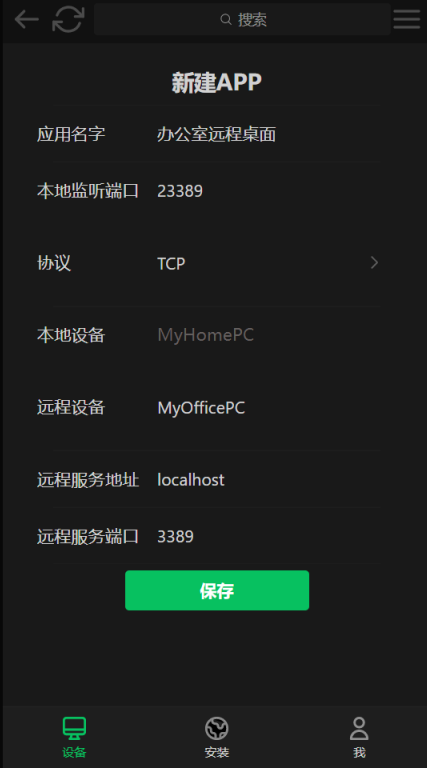 搜索
新建APP
应用名字 办公室远程桌面
本地监听端口 23389
协议 TCP
本地设备 MyHomePC
远程设备 MyOfficePC
远程服务地址 localhost
远程服务端口 3389
保存
设备 安装 我